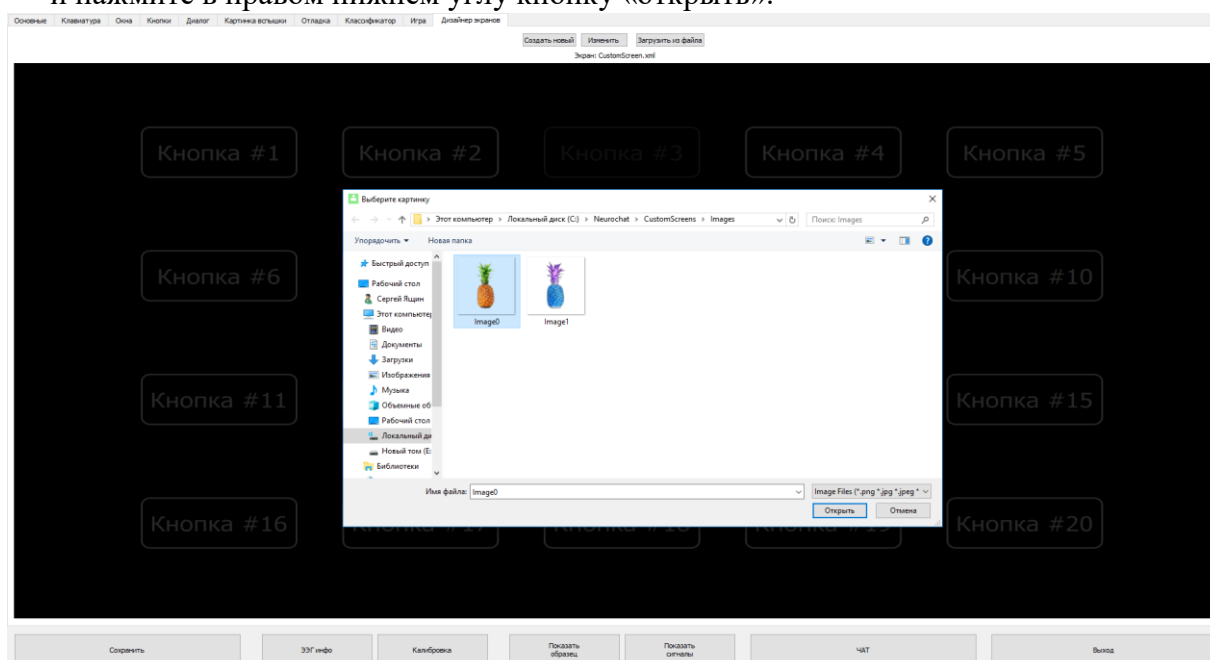 и нажмите в правом нижнем углу кнопку «открыть».
Основные Клавиатура Окна Кнопки Диалог Картинка вспышки Отладка Классификатор Игра Дизайнер экранов
Создать новый Изменить Загрузить из файла
Экран: CustomScreen.xml
Кнопка #1 Кнопка #2 Кнопка #3 Кнопка #4 Кнопка #5
Выберите картинку
Этот компьютер > Локальный диск (C:) > Neurochat > CustomScreens > Images Поиск: Images
Упорядочить Новая папка
Быстрый доступ
Рабочий стол
Сергей Ящин
Этот компьютер
Видео
Документы
Загрузки
Изображения
Музыка
Объемные об
Рабочий стол
Локальный ди
Новый том (E:
Библиотеки
Image0 Image1
Кнопка #6 Кнопка #10
Кнопка #11 Кнопка #15
Имя файла: Image0 Image Files (*.png *.jpg *.jpeg *
Открыть Отмена
Кнопка #16 Кнопка #20
Сохранить ЭЭГ инфо Калибровка Показать образец Показать сигналы ЧАТ Выход